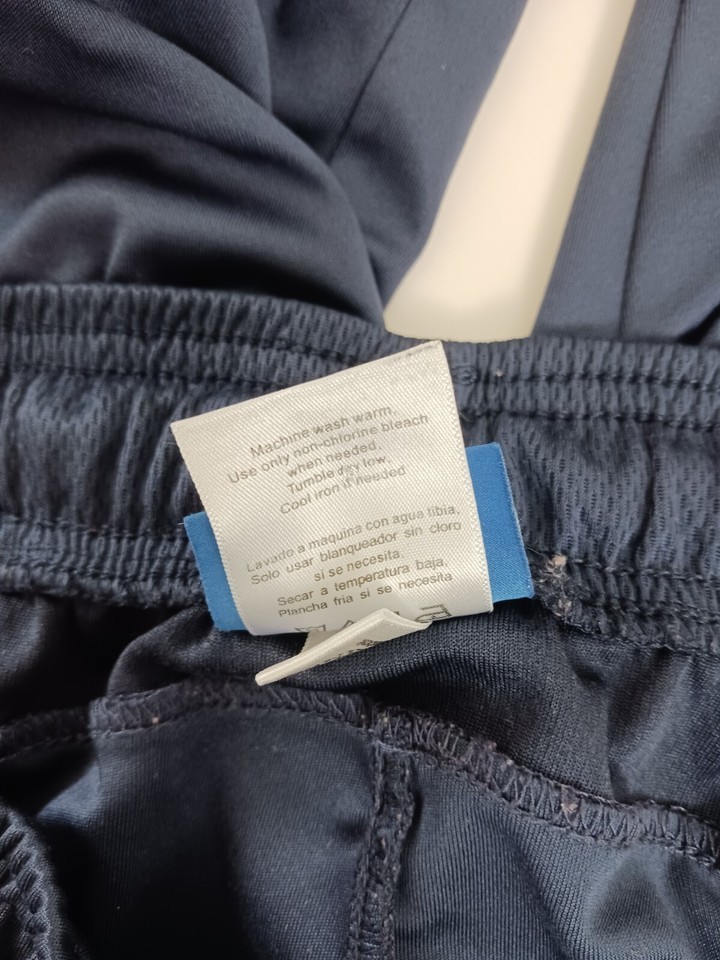 Machine wash warm.
Use only non-chlorine bleach
when needed.
Tumble dry low.
Cool iron if needed
Lavado a maquina con agua tibia.
Solo usar blanqueador sin cloro
si se necesita.
Secar a temperatura baja.
Plancha fria si se necesita